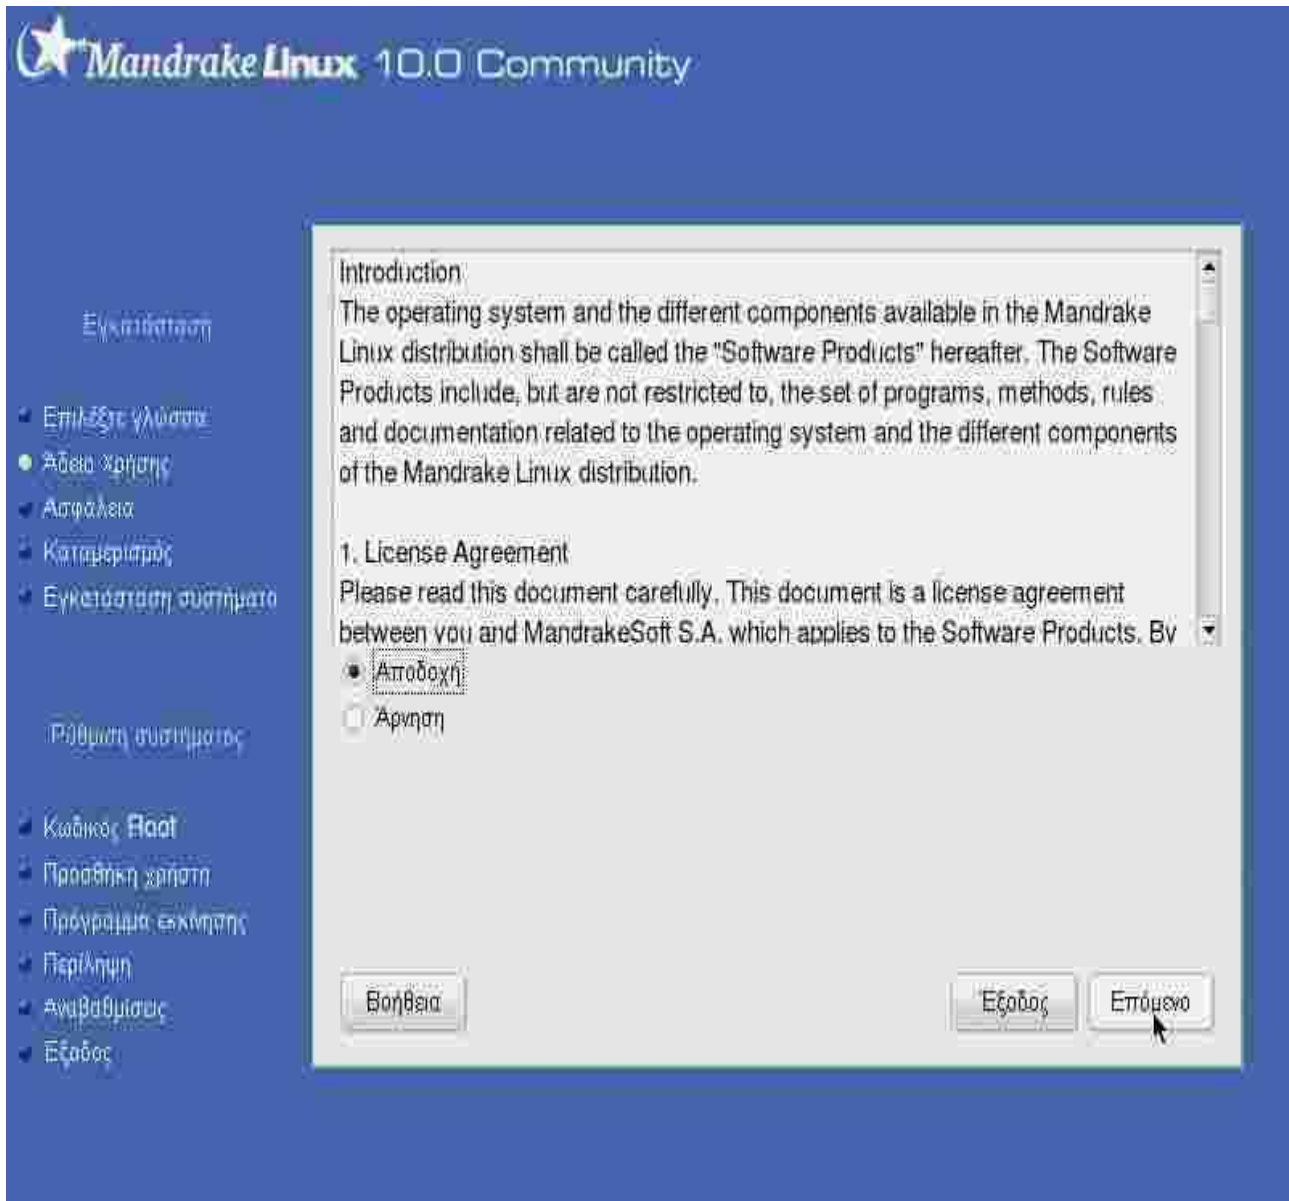 Mandrake Linux 10.0 Community
Εγκατάσταση
Επιλέξτε γλώσσα
Άδεια Χρήσης
Ασφάλεια
Καταμερισμός
Εγκατάσταση συστήματο
Ρύθμιση συστήματος
Κωδικός Root
Προσθήκη χρήστη
Πρόγραμμα εκκίνησης
Περίληψη
Αναβαθμίσεις
Έξοδος
Introduction
The operating system and the different components available in the Mandrake
Linux distribution shall be called the "Software Products" hereafter. The Software
Products include, but are not restricted to, the set of programs, methods, rules
and documentation related to the operating system and the different components
of the Mandrake Linux distribution.
1. License Agreement
Please read this document carefully. This document is a license agreement
between you and MandrakeSoft S.A. which applies to the Software Products. By
Αποδοχή
Άρνηση
Βοήθεια
Έξοδος
Επόμενο